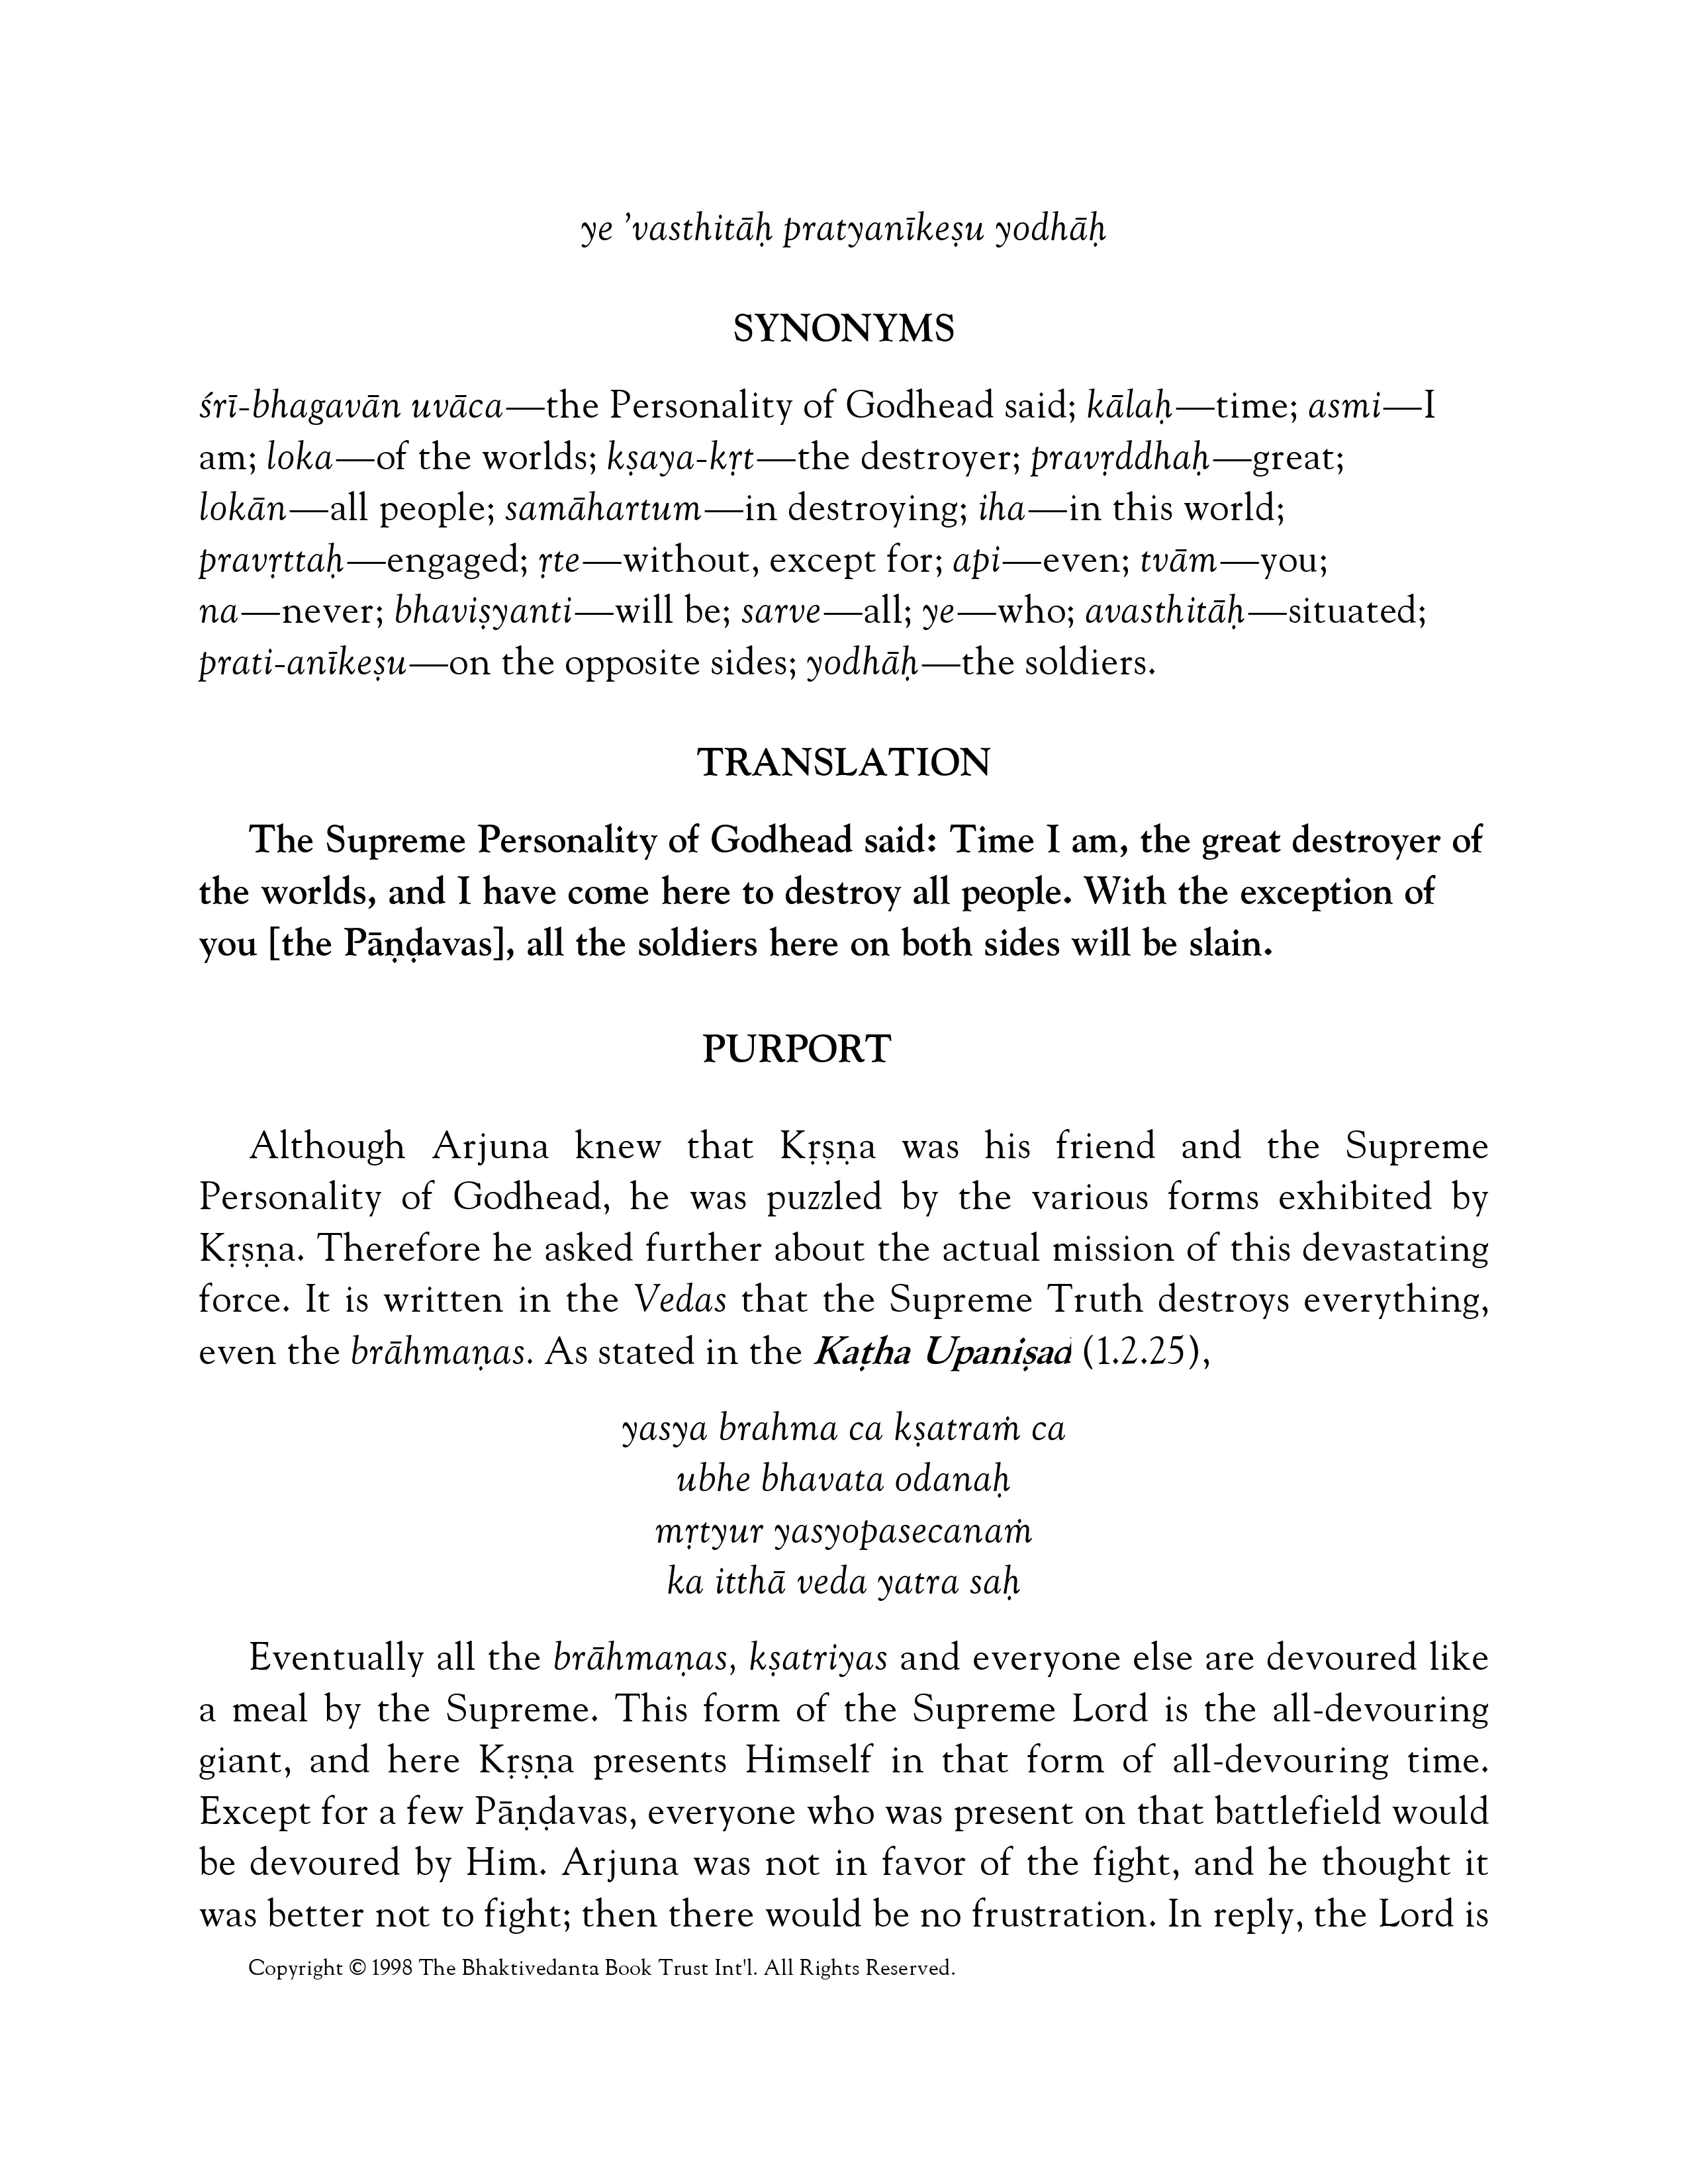 ye ’vasthitāḥ pratyanīkeṣu yodhāḥ
SYNONYMS
śrī-bhagavān uvāca—the Personality of Godhead said; kālaḥ—time; asmi—I
am; loka—of the worlds; kṣaya-kṛt—the destroyer; pravṛddhaḥ—great;
lokān—all people; samāhartum—in destroying; iha—in this world;
pravṛttaḥ—engaged; ṛte—without, except for; api—even; tvām—you;
na—never; bhaviṣyanti—will be; sarve—all; ye—who; avasthitāḥ—situated;
prati-anīkeṣu—on the opposite sides; yodhāḥ—the soldiers.
TRANSLATION
The Supreme Personality of Godhead said: Time I am, the great destroyer of
the worlds, and I have come here to destroy all people. With the exception of
you [the Pāṇḍavas], all the soldiers here on both sides will be slain.
PURPORT
Although Arjuna knew that Kṛṣṇa was his friend and the Supreme
Personality of Godhead, he was puzzled by the various forms exhibited by
Kṛṣṇa. Therefore he asked further about the actual mission of this devastating
force. It is written in the Vedas that the Supreme Truth destroys everything,
even the brāhmaṇas. As stated in the Kaṭha Upaniṣad (1.2.25),
yasya brahma ca kṣatraṁ ca
ubhe bhavata odanaḥ
mṛtyur yasyopasecanaṁ
ka itthā veda yatra saḥ
Eventually all the brāhmaṇas, kṣatriyas and everyone else are devoured like
a meal by the Supreme. This form of the Supreme Lord is the all-devouring
giant, and here Kṛṣṇa presents Himself in that form of all-devouring time.
Except for a few Pāṇḍavas, everyone who was present on that battlefield would
be devoured by Him. Arjuna was not in favor of the fight, and he thought it
was better not to fight; then there would be no frustration. In reply, the Lord is
Copyright © 1998 The Bhaktivedanta Book Trust Int'l. All Rights Reserved.